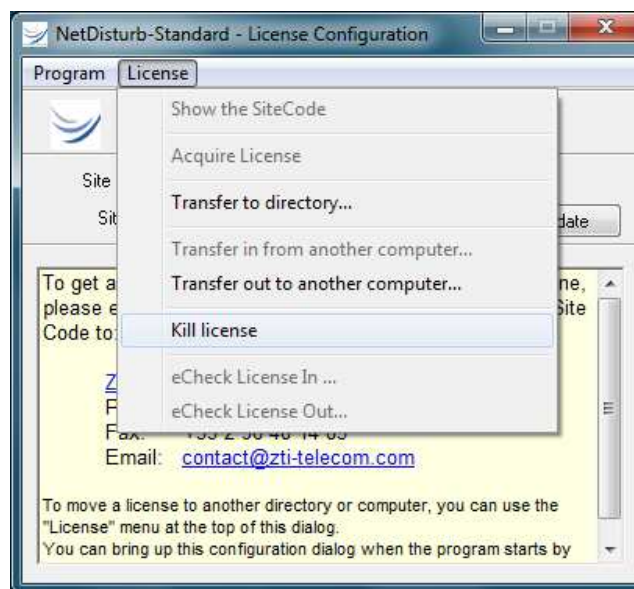 NetDisturb-Standard - License Configuration
Program License
Show the SiteCode
Acquire License
Site
Transfer to directory...
Sit
date
Transfer in from another computer...
Transfer out to another computer...
To get a
ne,
please e
Site
Code to:
Kill license
eCheck License In ...
eCheck License Out...
Email: contact@zti-telecom.com
To move a license to another directory or computer, you can use the
"License" menu at the top of this dialog.
You can bring up this configuration dialog when the program starts by